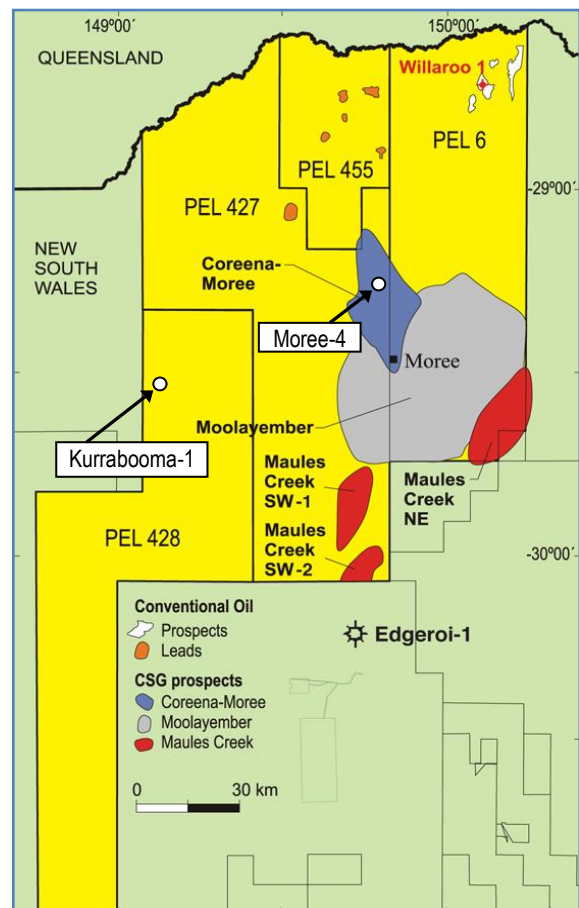 149°00'
150°00'
QUEENSLAND
Willaroo 1
PEL 6
PEL 455
-29°00'
PEL 427
NEW
SOUTH
WALES
Coreena-
Moree
Moree-4
Moree
Kurrabooma-1
Moolayember
Maules
Creek
SW-1
Maules
Creek
NE
PEL 428
Maules
Creek
SW-2
-30°00'
Conventional Oil
Prospects
Leads
Edgeroi-1
CSG prospects
Coreena-Moree
Moolayember
Maules Creek
0 30 km